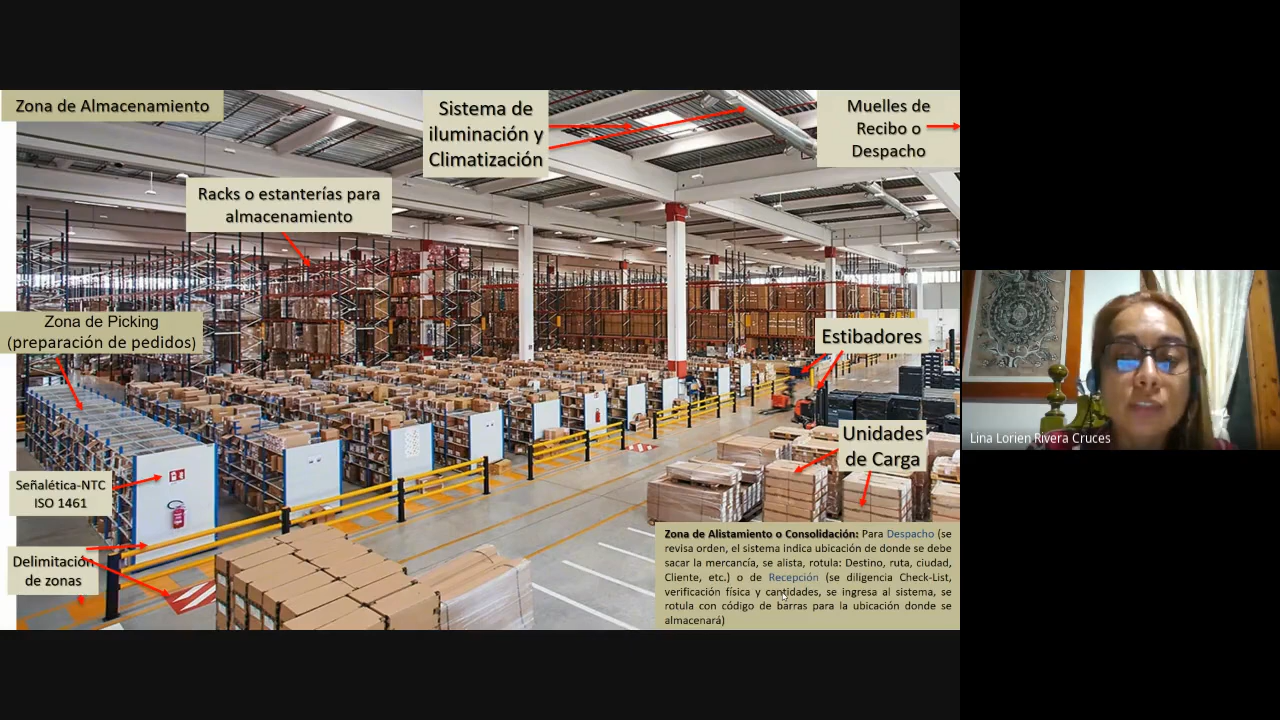 Zona de Almacenamiento
Sistema de
iluminación y
Climatización
Muelles de
Recibo o
Despacho
Racks o estanterías para
almacenamiento
Zona de Picking
(preparación de pedidos)
Estibadores
Unidades
de Carga
Señalética-NTC
ISO 1461
Delimitación
de zonas
Zona de Alistamiento o Consolidación: Para Despacho (se
revisa orden, el sistema indica ubicación de donde se debe
sacar la mercancía, se alista, rotula: Destino, ruta, ciudad,
Cliente, etc.) o de Recepción (se diligencia Check-List,
verificación física y cantidades, se ingresa al sistema, se
rotula con código de barras para la ubicación donde se
almacenará)
Lina Lorien Rivera Cruces